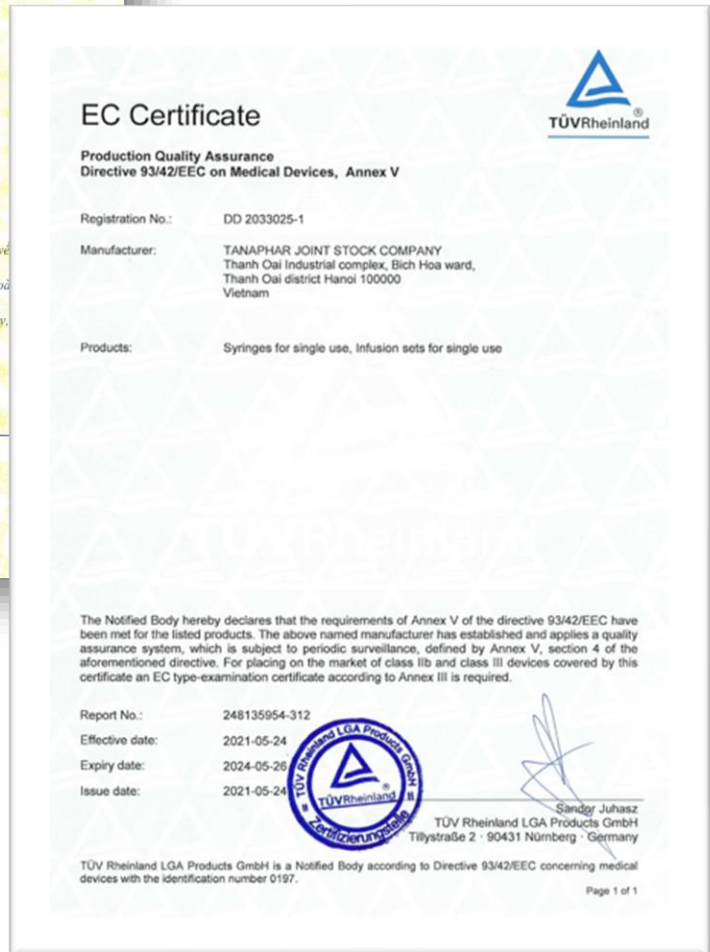 TÜVRheinland
EC Certificate
Production Quality Assurance
Directive 93/42/EEC on Medical Devices, Annex V
Registration No.: DD 2033025-1
Manufacturer: TANAPHAR JOINT STOCK COMPANY
Thanh Oai Industrial complex, Bich Hoa ward,
Thanh Oai district Hanoi 100000
Vietnam
Products: Syringes for single use, Infusion sets for single use
TÜVRheinland
The Notified Body hereby declares that the requirements of Annex V of the directive 93/42/EEC have
been met for the listed products. The above named manufacturer has established and applies a quality
assurance system, which is subject to periodic surveillance, defined by Annex V, section 4 of the
aforementioned directive. For placing on the market of class IIb and class III devices covered by this
certificate an EC type-examination certificate according to Annex III is required.
Report No.: 248135954-312
Effective date: 2021-05-24
Expiry date: 2024-05-26
Issue date: 2021-05-24
TÜV Rheinland LGA Products GmbH
TÜVRheinland
Zertifizierungsstelle
Sandor Juhasz
TÜV Rheinland LGA Products GmbH
Tillystraße 2 · 90431 Nürnberg · Germany
TÜV Rheinland LGA Products GmbH is a Notified Body according to Directive 93/42/EEC concerning medical
devices with the identification number 0197.
Page 1 of 1